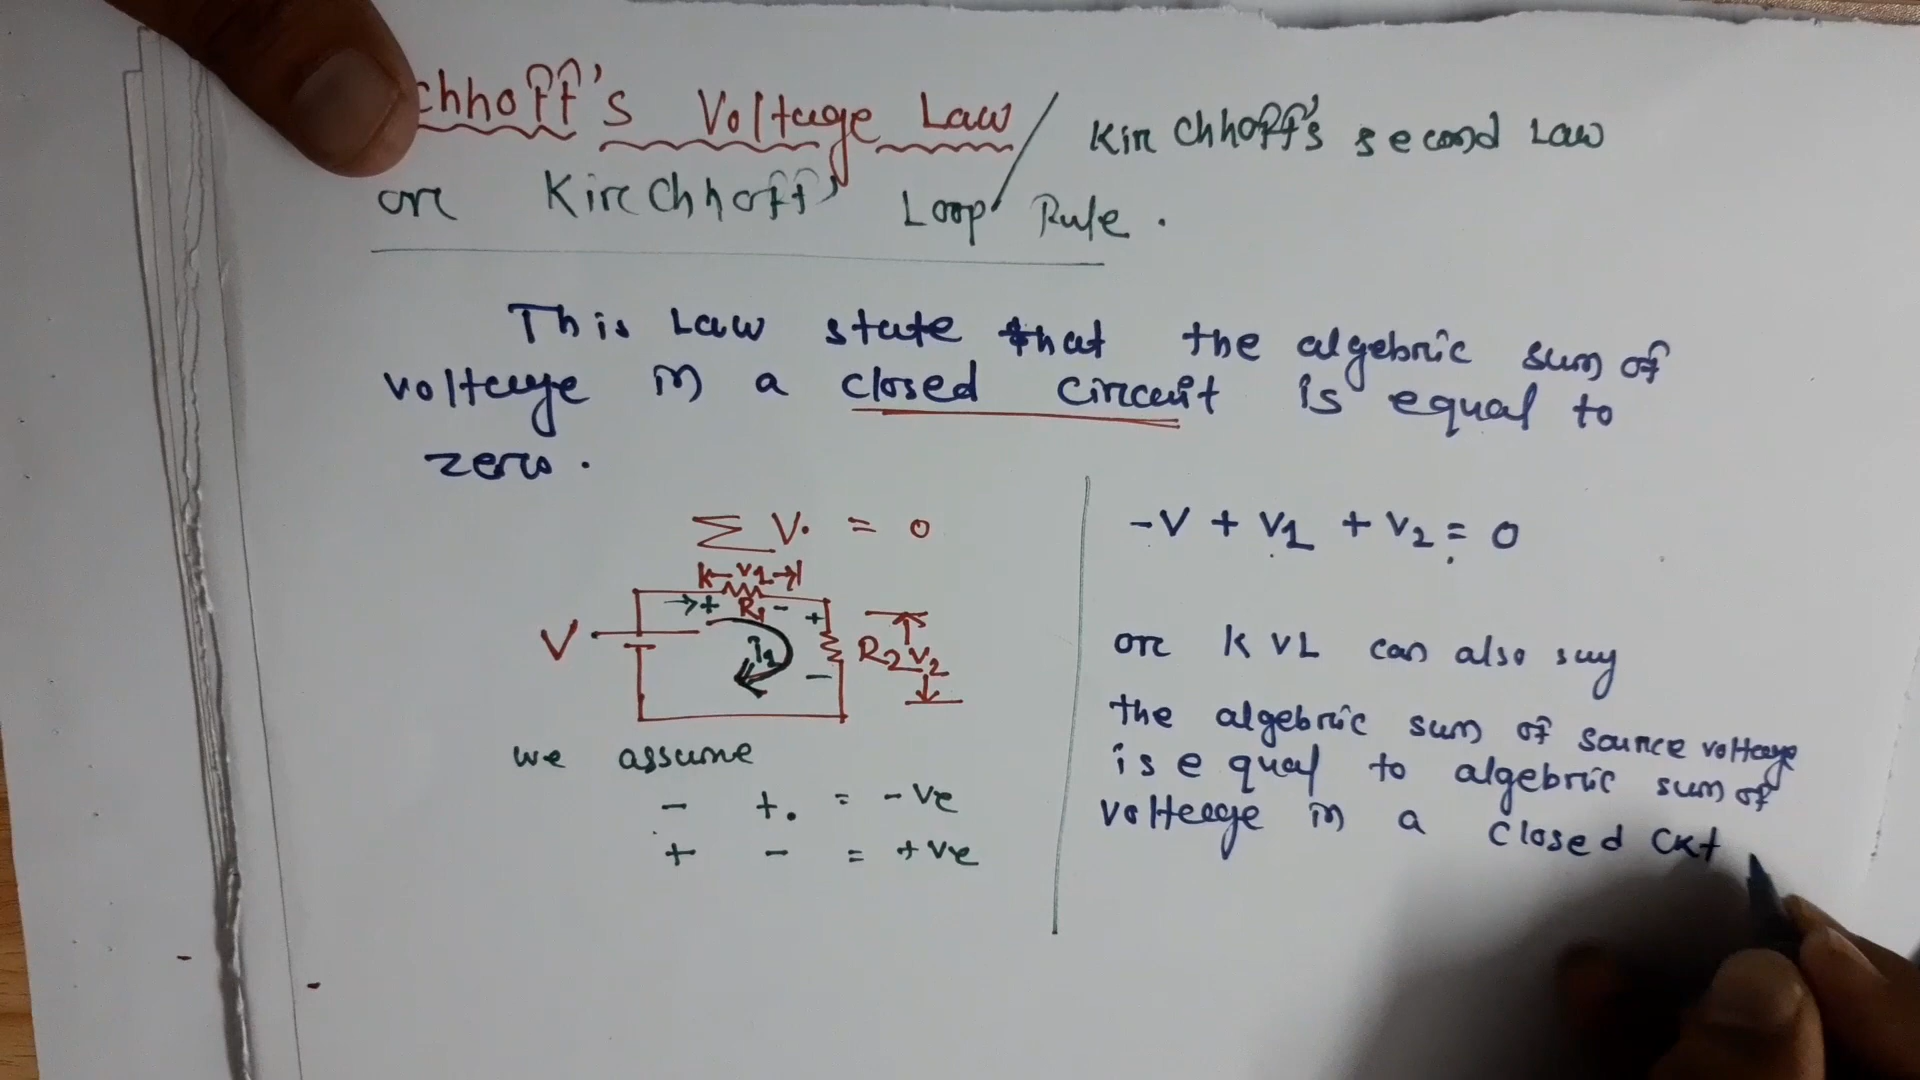 chhoff's Voltage Law / Kirchhoff's second Law
or Kirchhoff' Loop Rule.
This Law state that the algebric sum of
voltage in a closed circuit is equal to
zero.
Σ V. = 0
V1
+ R1 -
V
I1
+
R2 V2
-
we assume
- +. = -ve
+ - = +ve
-V + V1 + V2 = 0
or KVL can also say
the algebric sum of source voltage
is equal to algebric sum of
voltage in a closed ckt